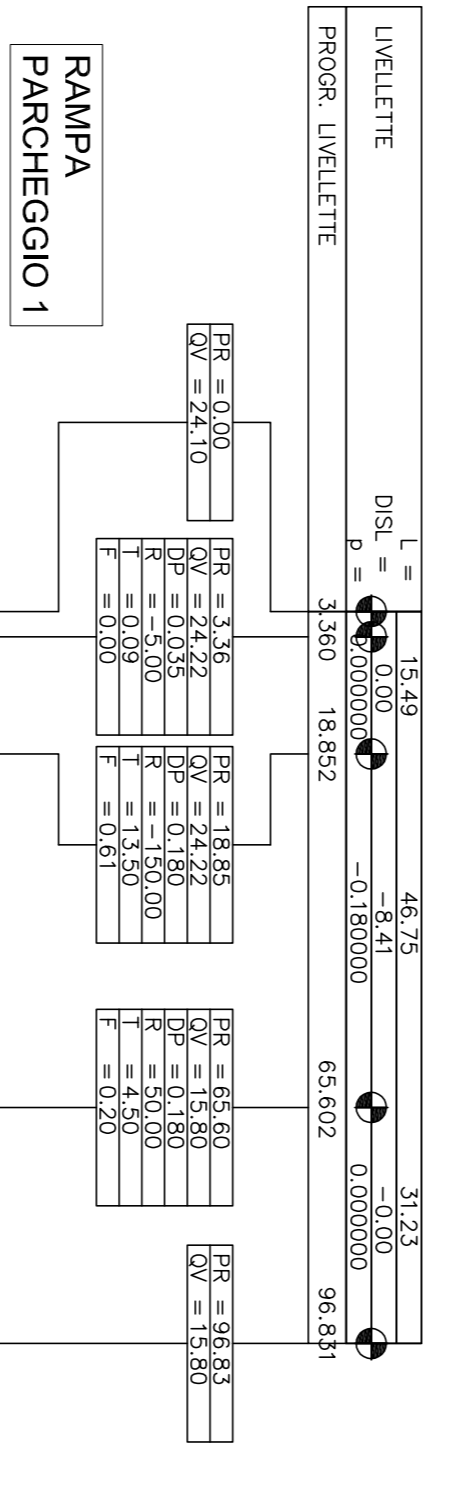 LIVELLETTE
L =
DISL =
p =
15.49
0.00
0.000000
46.75
-8.41
-0.180000
31.23
-0.00
0.000000
PROGR. LIVELLETTE
3.360
18.852
65.602
96.831
PR =0.00
QV =24.10
PR =3.36
QV =24.22
DP =0.035
R =-5.00
T =0.09
F =0.00
PR =18.85
QV =24.22
DP =0.180
R =-150.00
T =13.50
F =0.61
PR =65.60
QV =15.80
DP =0.180
R =50.00
T =4.50
F =0.20
PR =96.83
QV =15.80
RAMPA
PARCHEGGIO 1